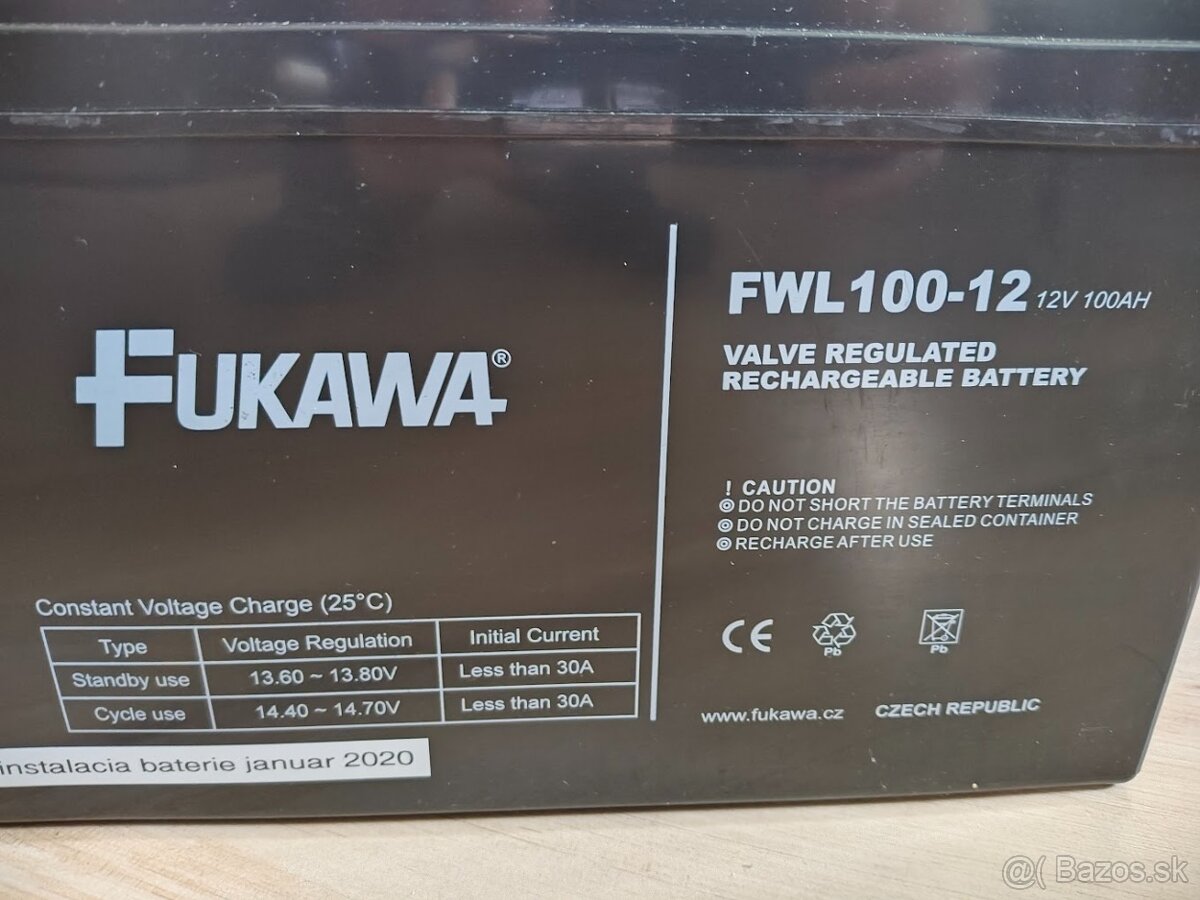 FUKAWA®
FWL100-12 12V 100AH
VALVE REGULATED
RECHARGEABLE BATTERY
! CAUTION
◎ DO NOT SHORT THE BATTERY TERMINALS
◎ DO NOT CHARGE IN SEALED CONTAINER
◎ RECHARGE AFTER USE
Constant Voltage Charge (25°C)
Type Voltage Regulation Initial Current
Standby use 13.60 ~ 13.80V Less than 30A
Cycle use 14.40 ~ 14.70V Less than 30A
CE
Pb
Pb
www.fukawa.cz CZECH REPUBLIC
instalacia baterie januar 2020
@( Bazos.sk